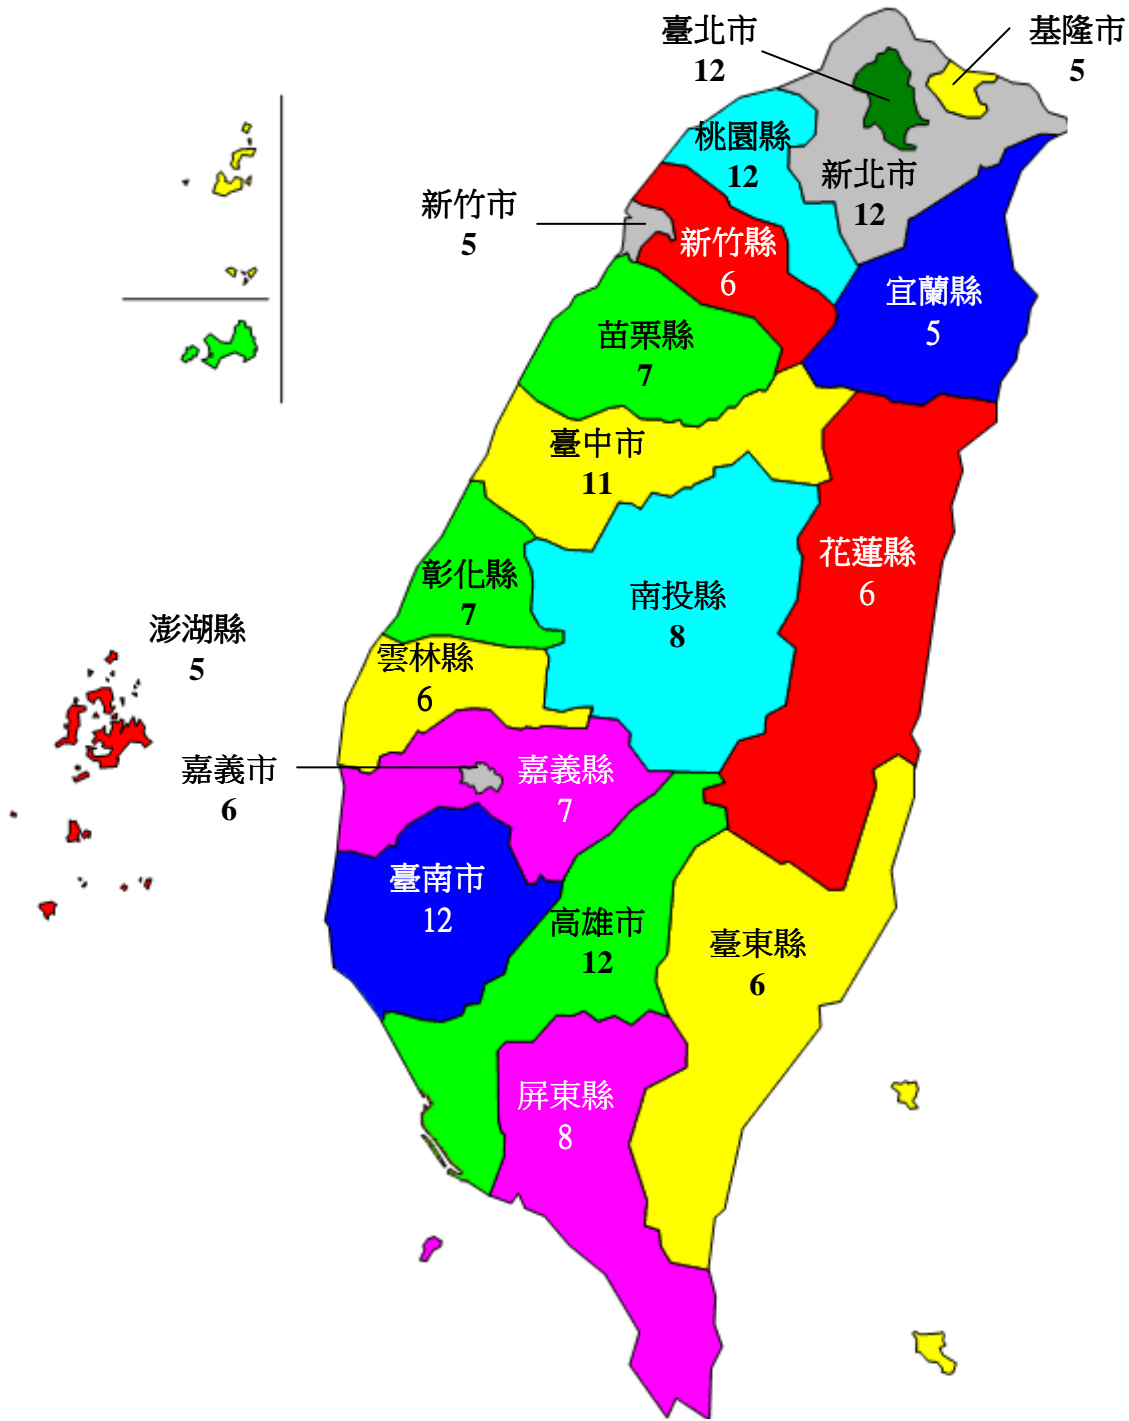 臺北市
12
基隆市
5
桃園縣
12
新北市
12
新竹市
5
新竹縣
6
宜蘭縣
5
苗栗縣
7
臺中市
11
花蓮縣
6
彰化縣
7
南投縣
8
澎湖縣
5
雲林縣
6
嘉義市
6
嘉義縣
7
臺南市
12
高雄市
12
臺東縣
6
屏東縣
8